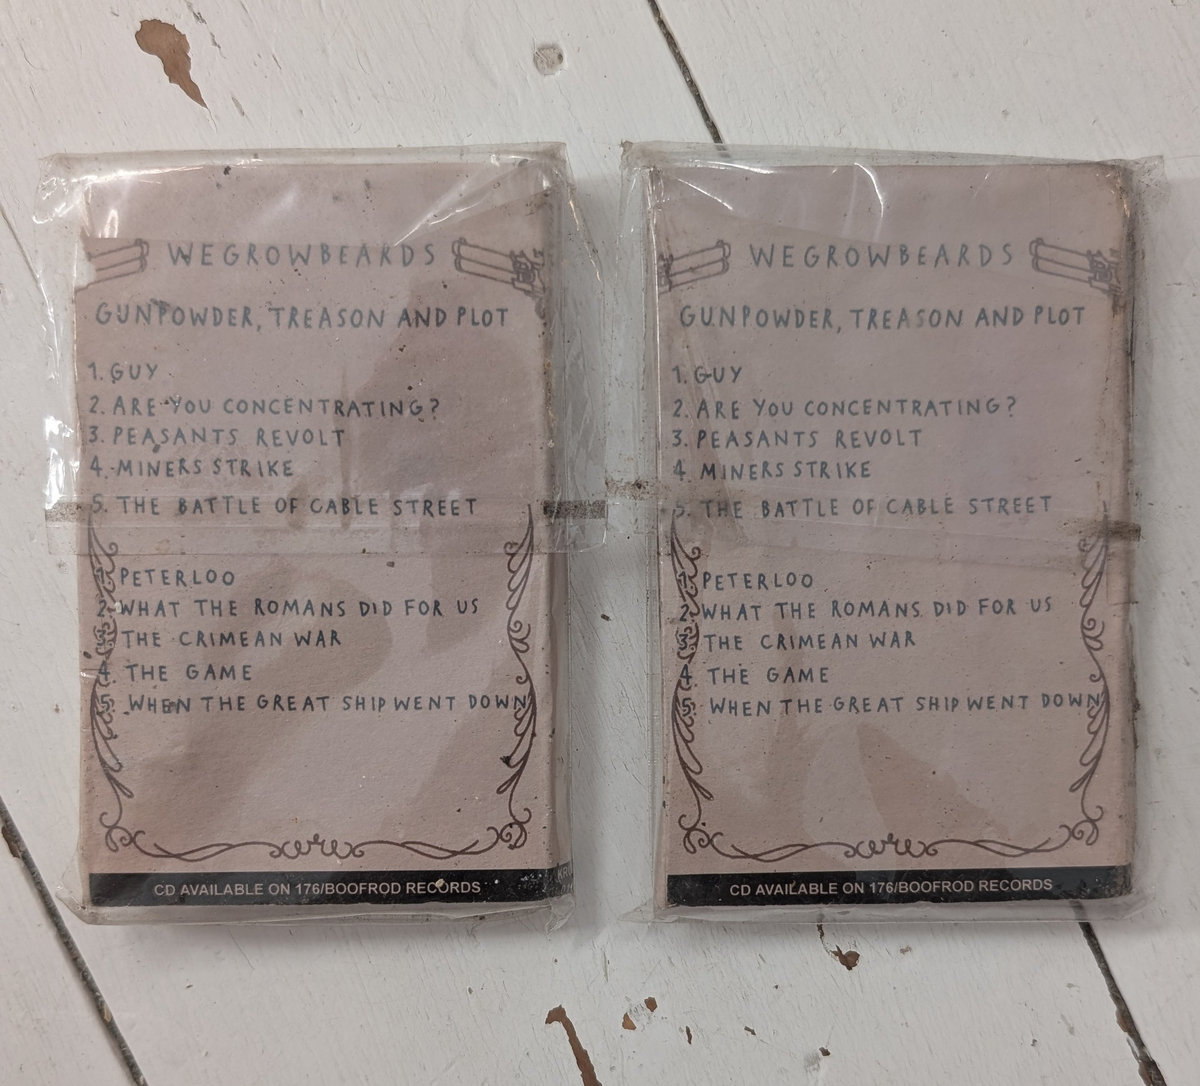 WEGROWBEARDS
GUNPOWDER, TREASON AND PLOT
1. GUY
2. ARE YOU CONCENTRATING?
3. PEASANTS REVOLT
4. MINERS STRIKE
5. THE BATTLE OF CABLE STREET
1. PETERLOO
2. WHAT THE ROMANS DID FOR US
3. THE CRIMEAN WAR
4. THE GAME
5. WHEN THE GREAT SHIP WENT DOWN
CD AVAILABLE ON 176/BOOFROD RECORDS
WEGROWBEARDS
GUNPOWDER, TREASON AND PLOT
1. GUY
2. ARE YOU CONCENTRATING?
3. PEASANTS REVOLT
4. MINERS STRIKE
5. THE BATTLE OF CABLE STREET
1. PETERLOO
2. WHAT THE ROMANS DID FOR US
3. THE CRIMEAN WAR
4. THE GAME
5. WHEN THE GREAT SHIP WENT DOWN
CD AVAILABLE ON 176/BOOFROD RECORDS